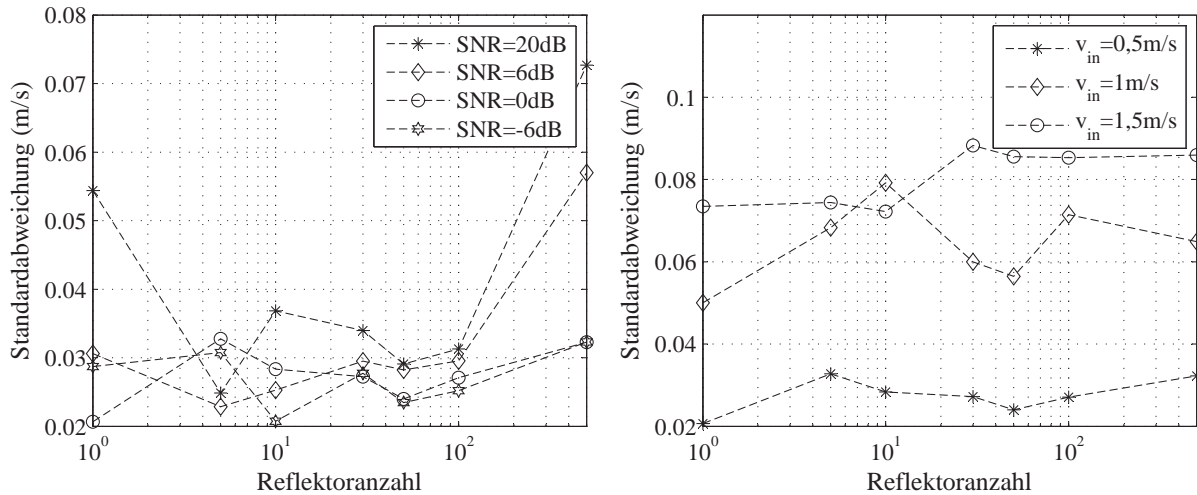 0.08
0.07
0.06
0.05
0.04
0.03
0.02
Standardabweichung (m/s)
10^0
10^1
10^2
Reflektoranzahl
SNR=20dB
SNR=6dB
SNR=0dB
SNR=-6dB
0.1
0.08
0.06
0.04
0.02
Standardabweichung (m/s)
10^0
10^1
10^2
Reflektoranzahl
v_in=0,5m/s
v_in=1m/s
v_in=1,5m/s